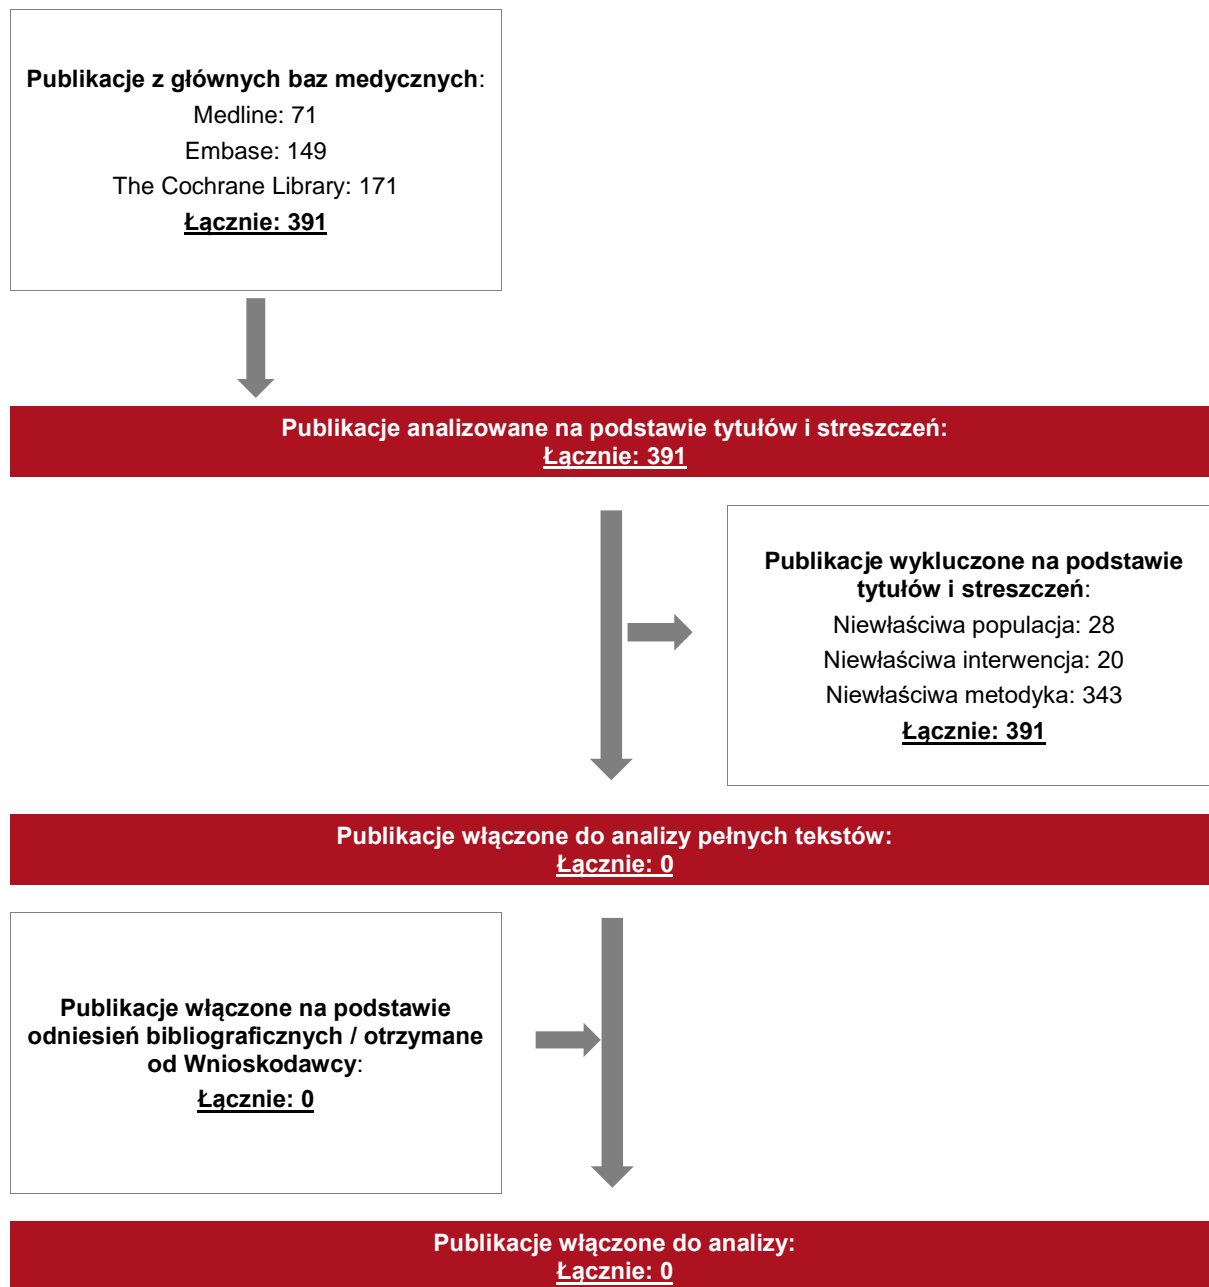 Publikacje z głównych baz medycznych:
Medline: 71
Embase: 149
The Cochrane Library: 171
Łącznie: 391
Publikacje analizowane na podstawie tytułów i streszczeń:
Łącznie: 391
Publikacje wykluczone na podstawie
tytułów i streszczeń:
Niewłaściwa populacja: 28
Niewłaściwa interwencja: 20
Niewłaściwa metodyka: 343
Łącznie: 391
Publikacje włączone do analizy pełnych tekstów:
Łącznie: 0
Publikacje włączone na podstawie
odniesień bibliograficznych / otrzymane
od Wnioskodawcy:
Łącznie: 0
Publikacje włączone do analizy:
Łącznie: 0